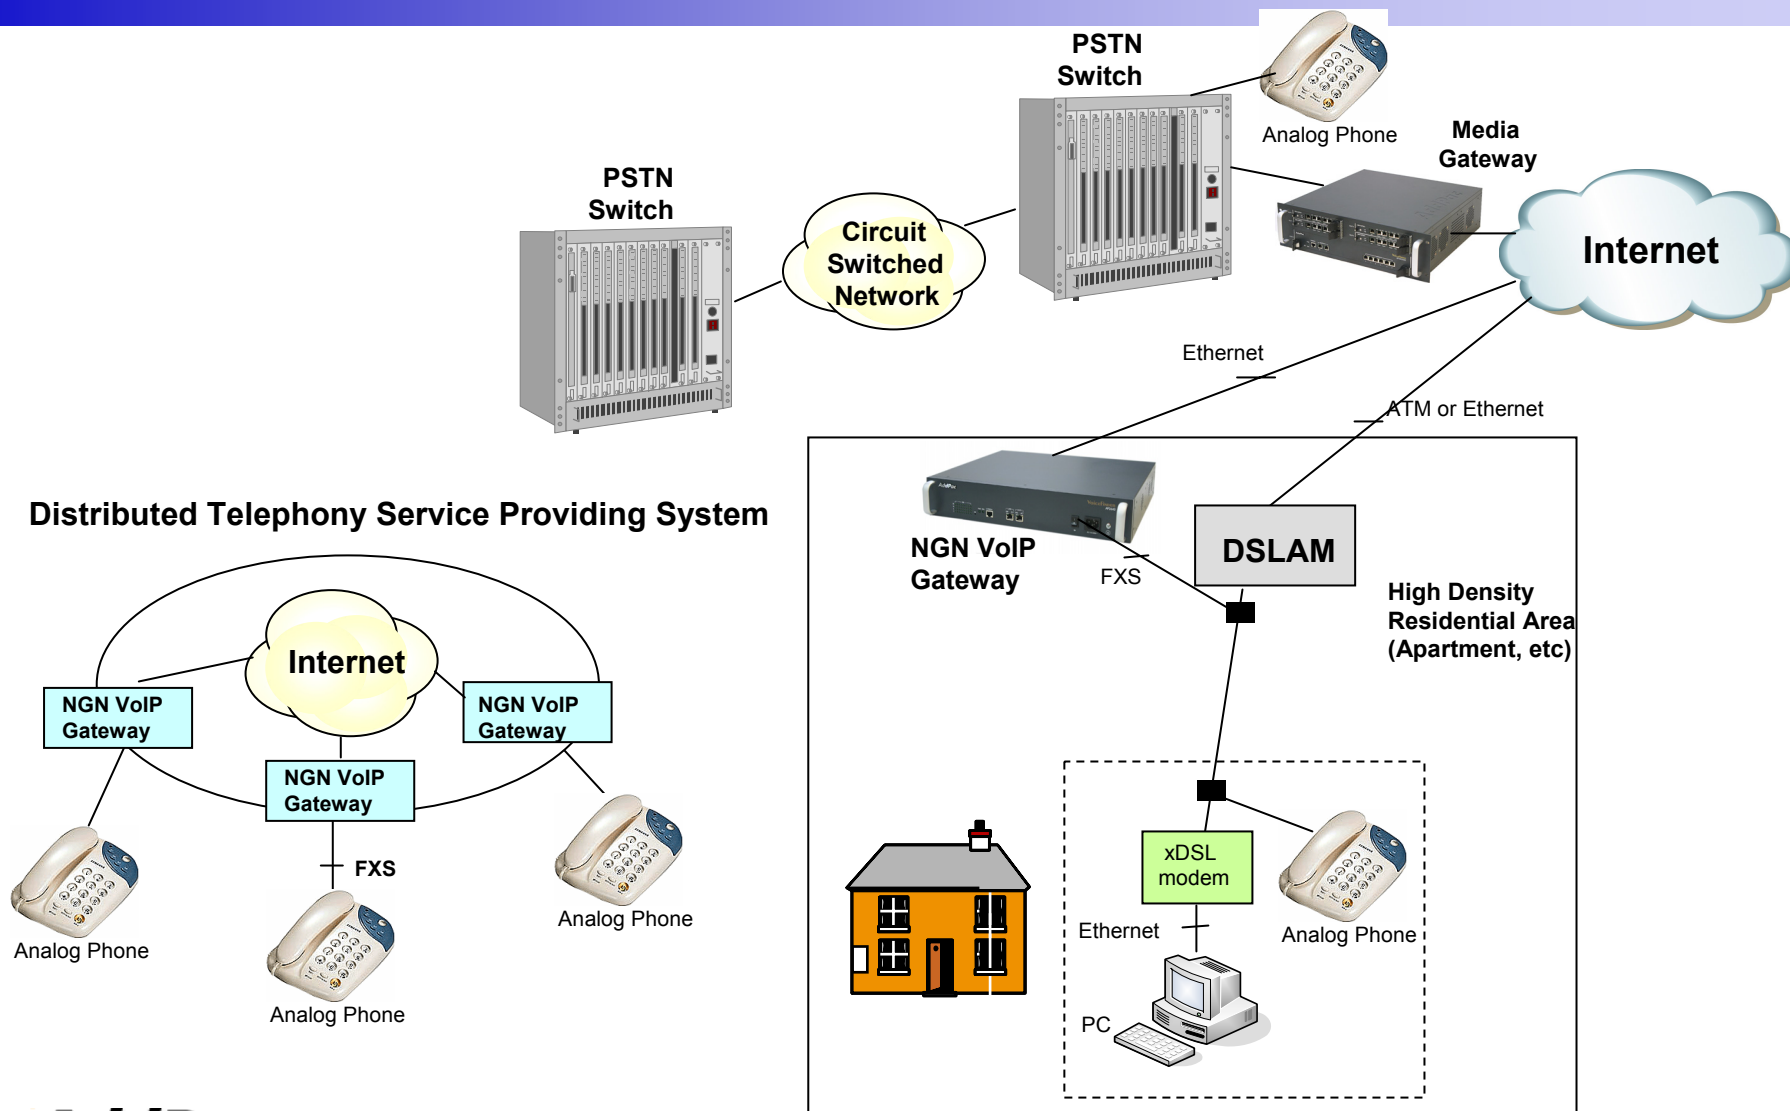 PSTN
Switch
Analog Phone
Media
Gateway
PSTN
Switch
Circuit
Switched
Network
Internet
Ethernet
ATM or Ethernet
Distributed Telephony Service Providing System
NGN VoIP
Gateway
FXS
DSLAM
High Density
Residential Area
(Apartment, etc)
Internet
NGN VoIP
Gateway
NGN VoIP
Gateway
NGN VoIP
Gateway
FXS
Analog Phone
Analog Phone
Analog Phone
xDSL
modem
Ethernet
Analog Phone
PC